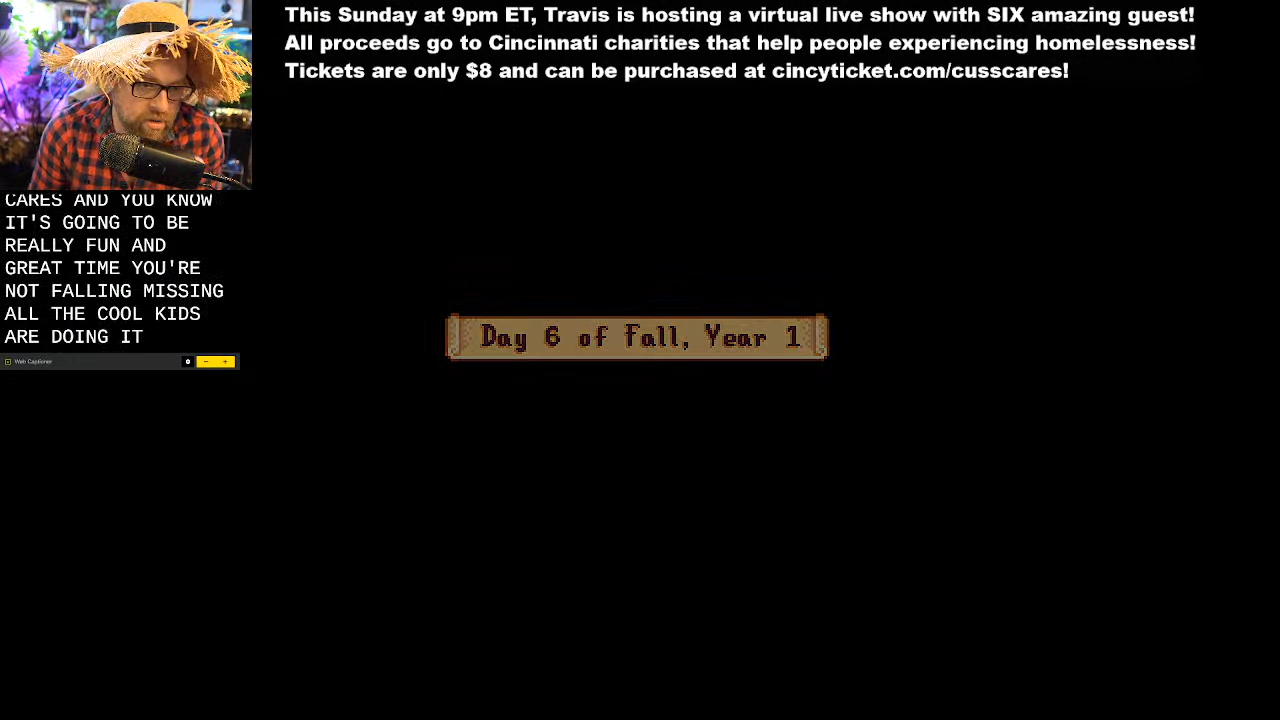 This Sunday at 9pm ET, Travis is hosting a virtual live show with SIX amazing guest!
All proceeds go to Cincinnati charities that help people experiencing homelessness!
Tickets are only $8 and can be purchased at cincyticket.com/cusscares!
CARES AND YOU KNOW
IT'S GOING TO BE
REALLY FUN AND
GREAT TIME YOU'RE
NOT FALLING MISSING
ALL THE COOL KIDS
ARE DOING IT
Web Captioner
Day 6 of Fall, Year 1